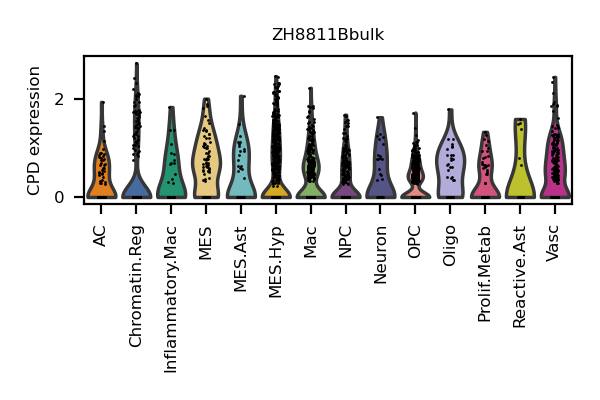 ZH8811Bbulk
CPD expression
2
0
AC
Chromatin.Reg
Inflammatory.Mac
MES
MES.Ast
MES.Hyp
Mac
NPC
Neuron
OPC
Oligo
Prolif.Metab
Reactive.Ast
Vasc